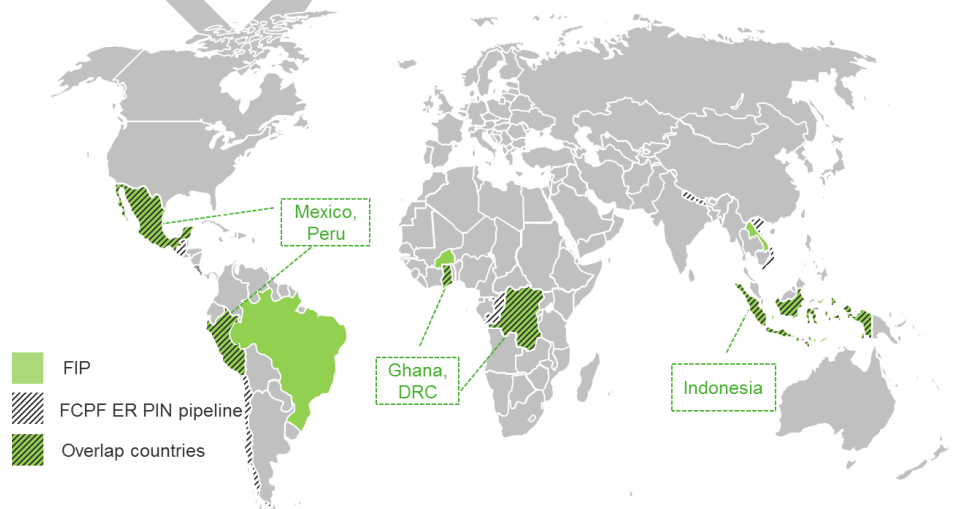 Mexico,
Peru
Ghana,
DRC
Indonesia
FIP
FCPF ER PIN pipeline
Overlap countries